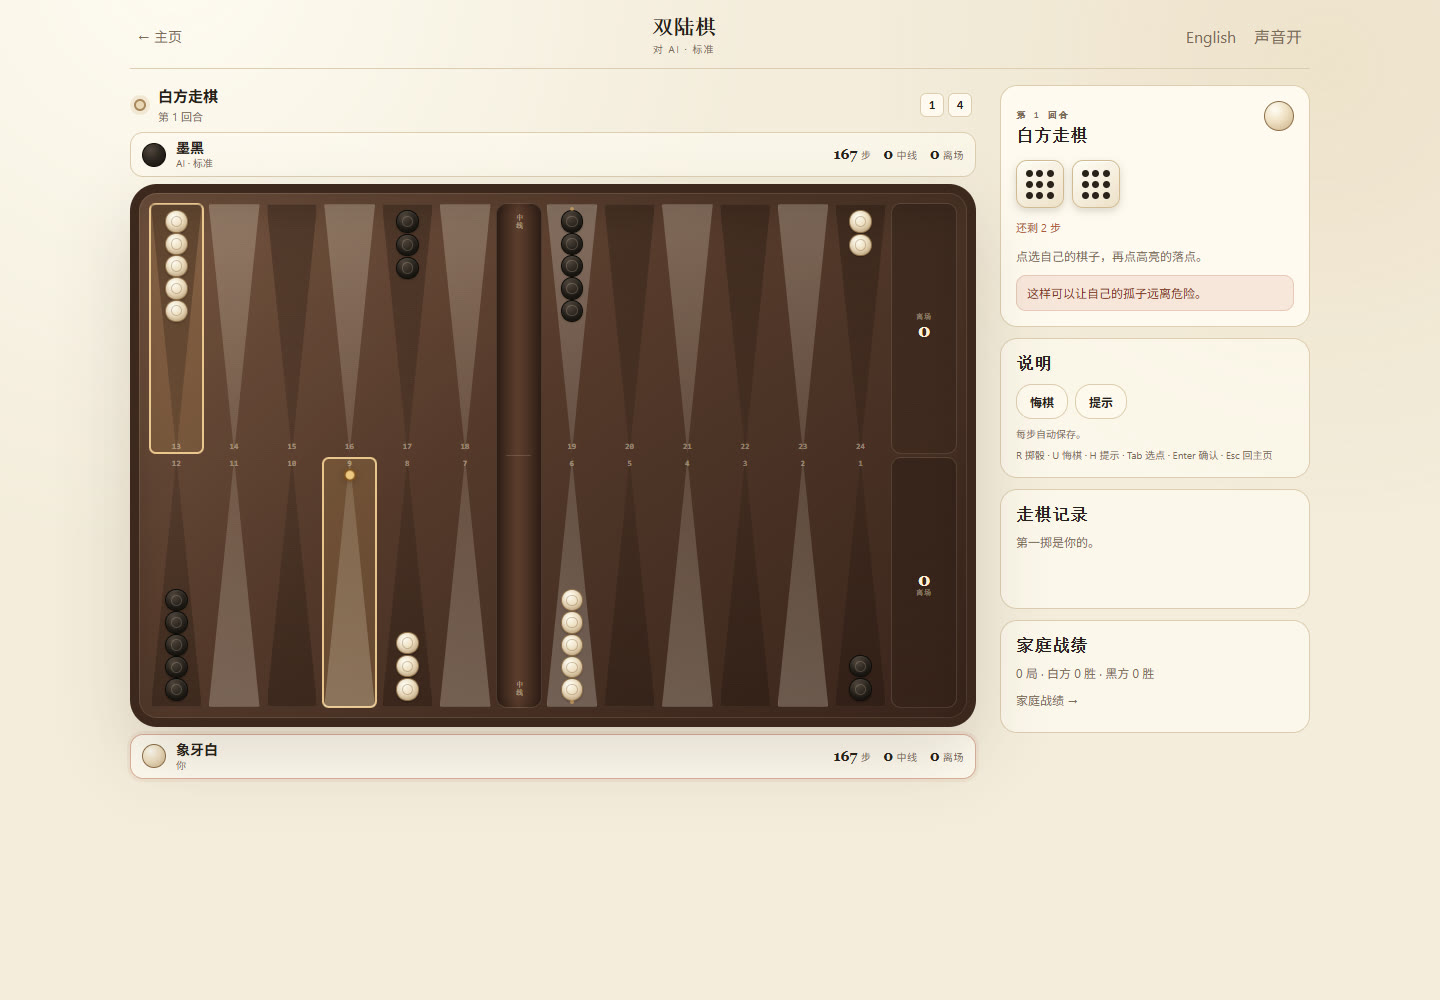 ← 主页
双陆棋
对 AI · 标准
English 声音开
白方走棋
第 1 回合
1 4
墨黑
AI · 标准
167 步 0 中线 0 离场
中线
13 14 15 16 17 18 19 20 21 22 23 24
离场
0
12 11 10 9 8 7 6 5 4 3 2 1
0
离场
中线
象牙白
你
167 步 0 中线 0 离场
第 1 回合
白方走棋
还剩 2 步
点选自己的棋子，再点高亮的落点。
这样可以让自己的孤子远离危险。
说明
悔棋 提示
每步自动保存。
R 掷骰 · U 悔棋 · H 提示 · Tab 选点 · Enter 确认 · Esc 回主页
走棋记录
第一掷是你的。
家庭战绩
0 局 · 白方 0 胜 · 黑方 0 胜
家庭战绩 →